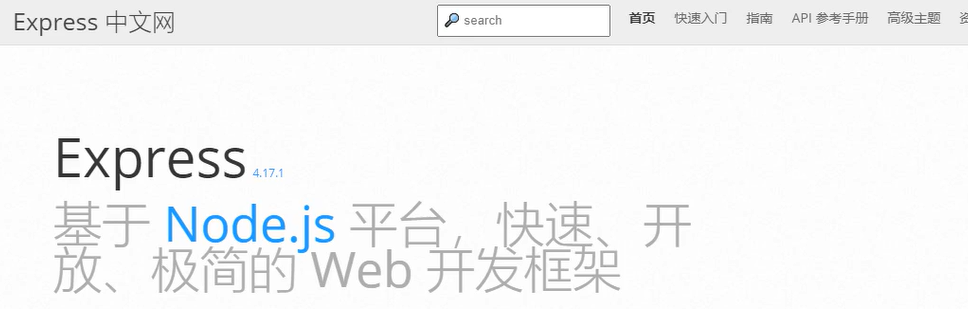 Express 中文网 search 首页 快速入门 指南 API 参考手册 高级主题
Express 4.17.1
基于 Node.js 平台，快速、开
放、极简的 Web 开发框架